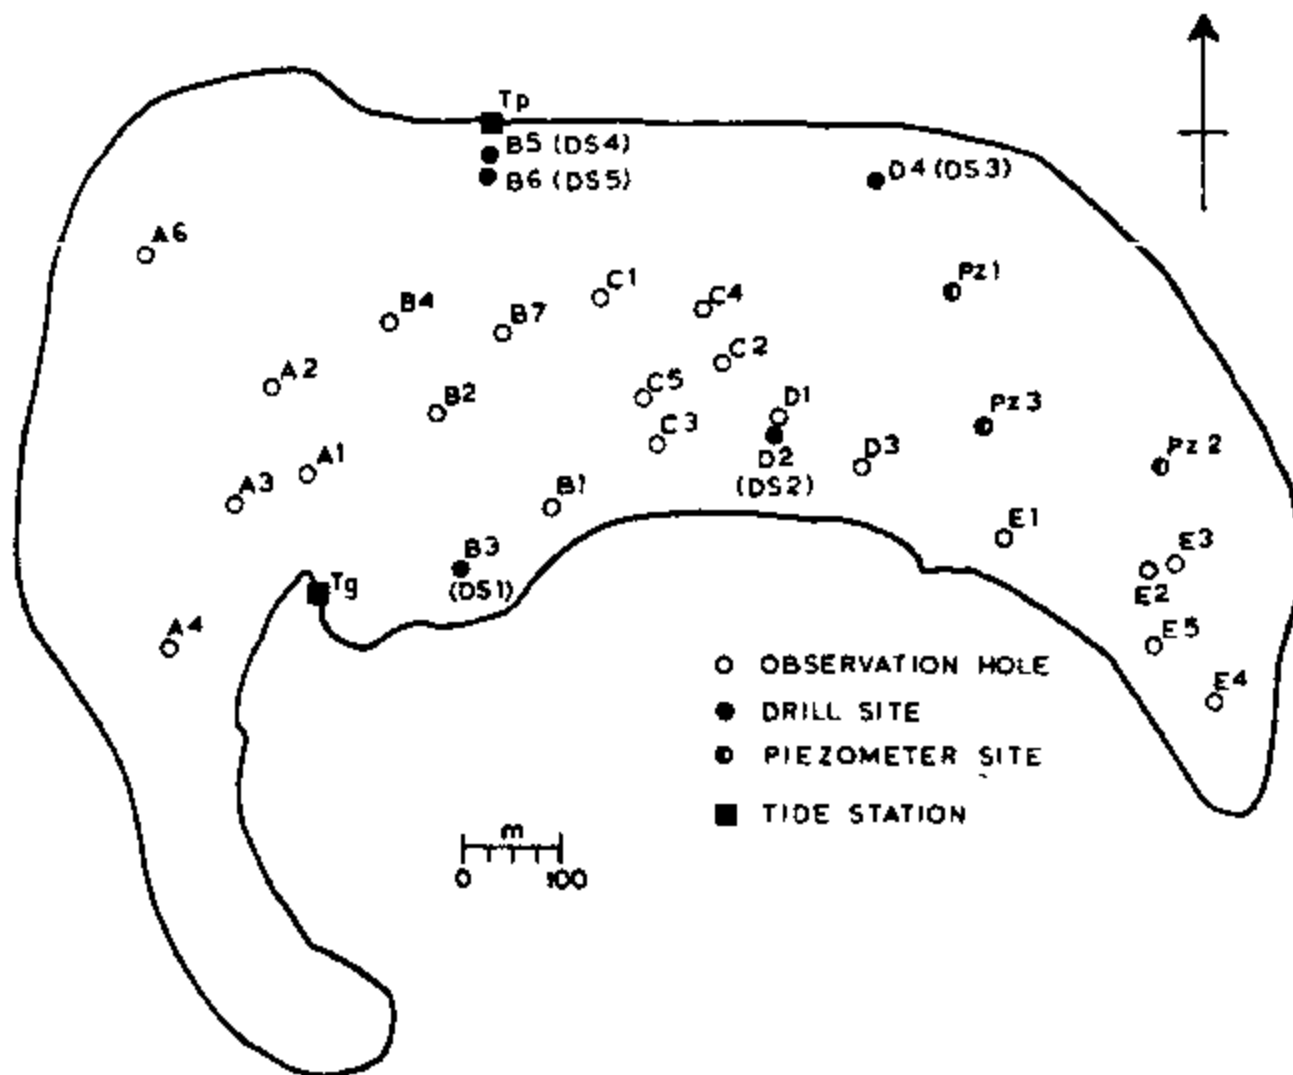 Tp
B5 (DS4)
B6 (DS5)
D4 (DS3)
A6
Pz1
C1
C4
B4
B7
C2
A2
C5
B2
D1
Pz3
C3
D2
(DS2)
D3
Pz2
A1
A3
B1
E1
B3
(DS1)
E3
E2
Tg
A4
E5
E4
OBSERVATION HOLE
DRILL SITE
PIEZOMETER SITE
TIDE STATION
m
0 100